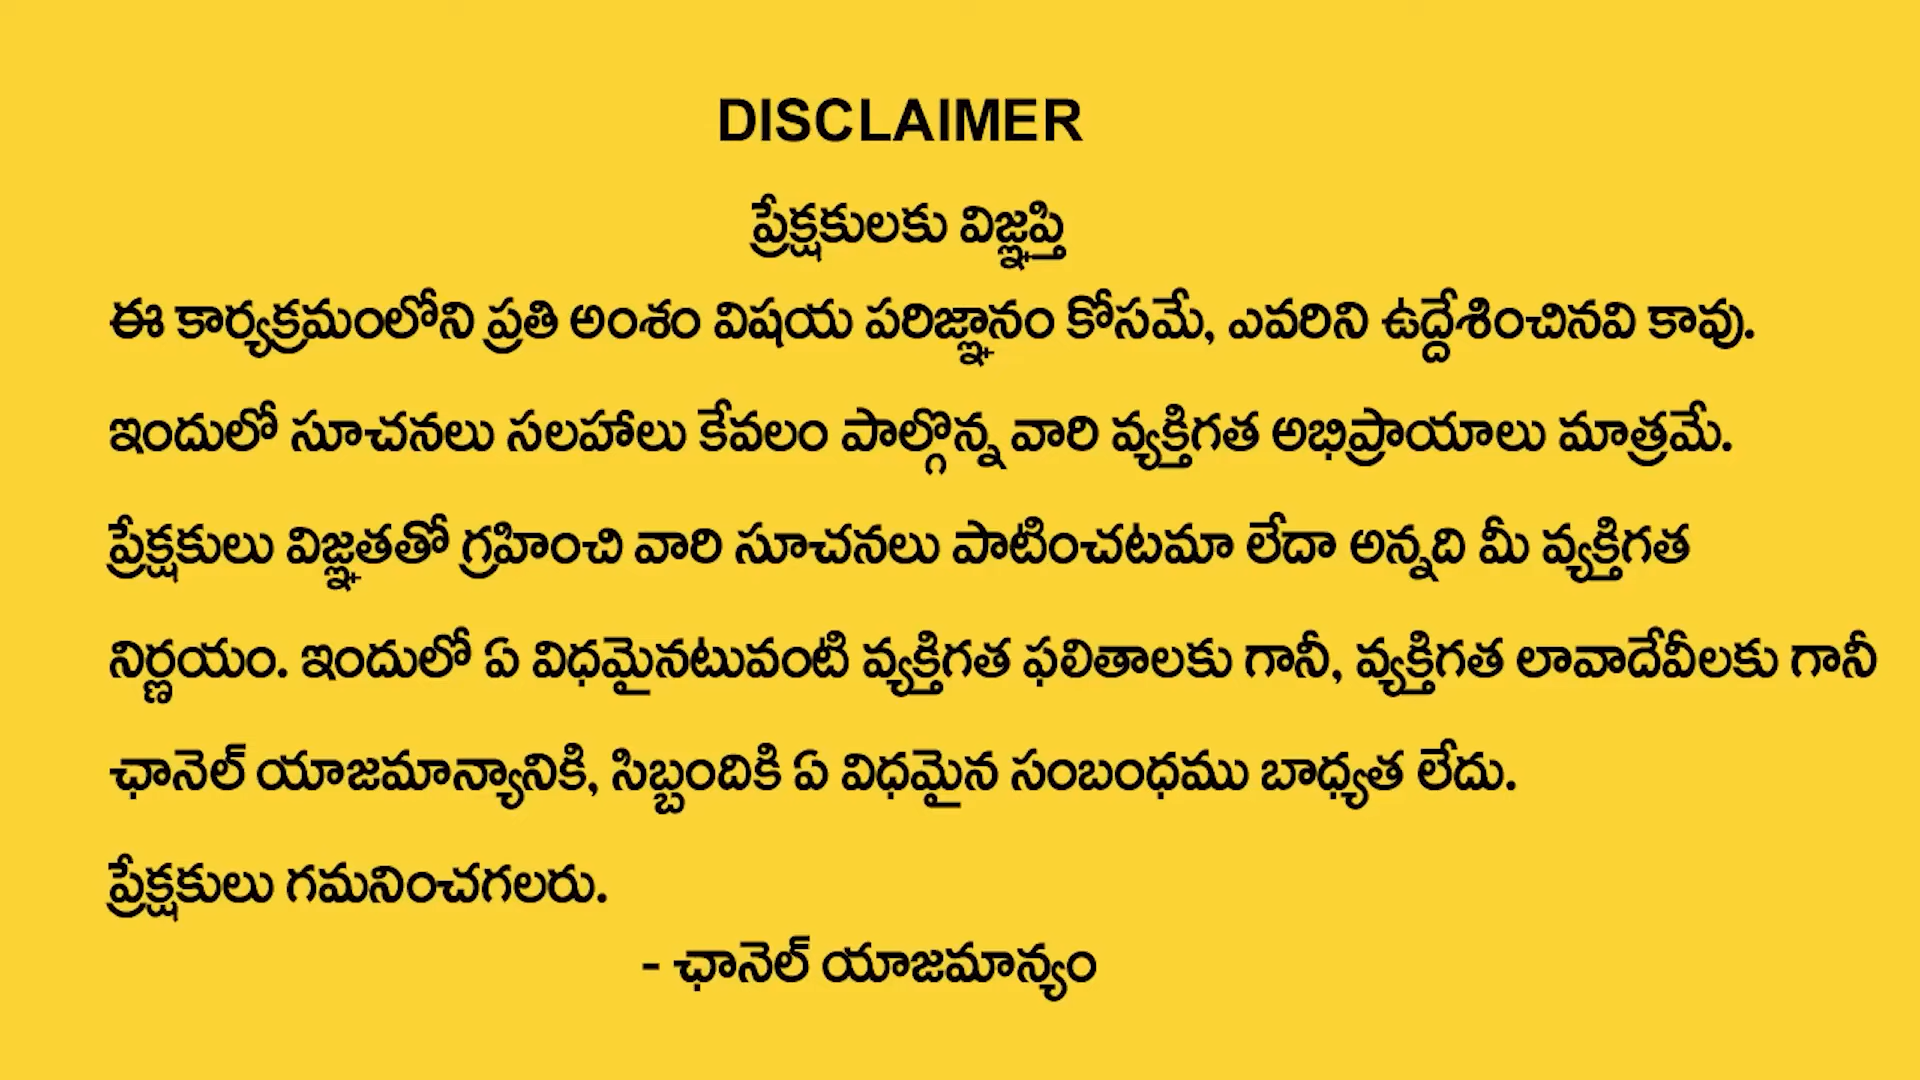 DISCLAIMER
ప్రేక్షకులకు విజ్ఞప్తి
ఈ కార్యక్రమంలోని ప్రతి అంశం విషయ పరిజ్ఞానం కోసమే, ఎవరిని ఉద్దేశించినవి కావు.
ఇందులో సూచనలు సలహాలు కేవలం పాల్గొన్న వారి వ్యక్తిగత అభిప్రాయాలు మాత్రమే.
ప్రేక్షకులు విజ్ఞతతో గ్రహించి వారి సూచనలు పాటించటమా లేదా అన్నది మీ వ్యక్తిగత
నిర్ణయం. ఇందులో ఏ విధమైనటువంటి వ్యక్తిగత ఫలితాలకు గానీ, వ్యక్తిగత లావాదేవీలకు గానీ
ఛానెల్ యాజమాన్యానికి, సిబ్బందికి ఏ విధమైన సంబంధము బాధ్యత లేదు.
ప్రేక్షకులు గమనించగలరు.
- ఛానెల్ యాజమాన్యం